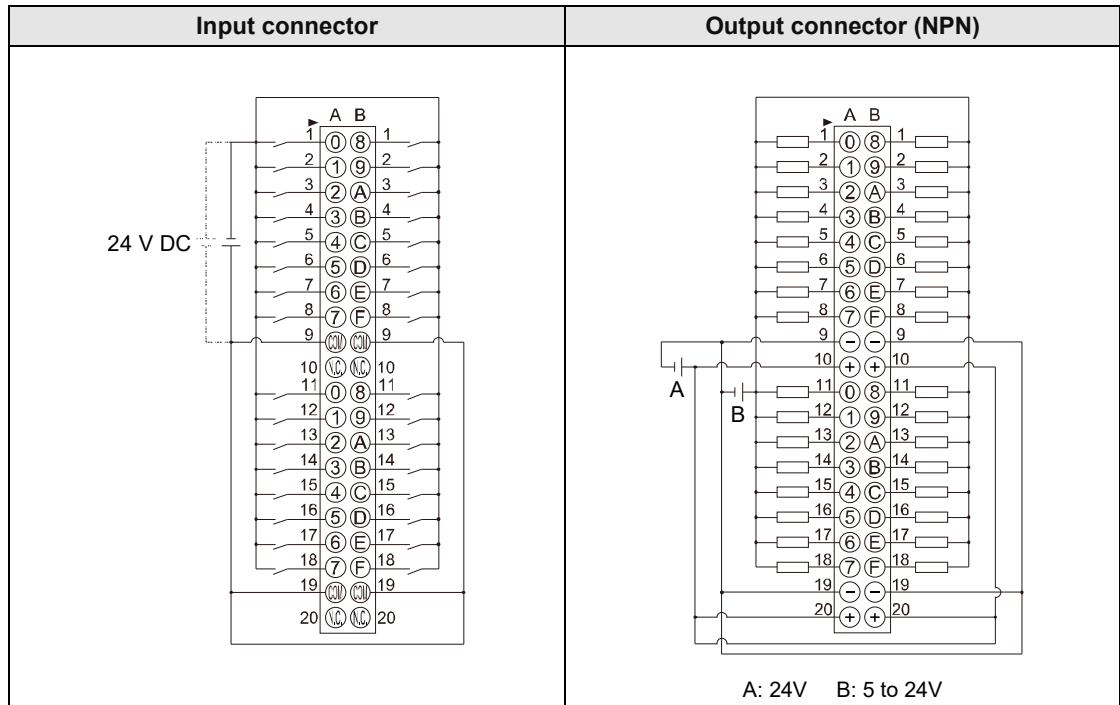 Input connector
Output connector (NPN)
A B
1 0 8 1
2 1 9 2
3 2 A 3
4 3 B 4
5 4 C 5
6 5 D 6
7 6 E 7
8 7 F 8
9 COM COM 9
10 N.C. N.C. 10
11 0 8 11
12 1 9 12
13 2 A 13
14 3 B 14
15 4 C 15
16 5 D 16
17 6 E 17
18 7 F 18
19 COM COM 19
20 N.C. N.C. 20
24 V DC
A B
1 0 8 1
2 1 9 2
3 2 A 3
4 3 B 4
5 4 C 5
6 5 D 6
7 6 E 7
8 7 F 8
9 − − 9
10 + + 10
11 0 8 11
12 1 9 12
13 2 A 13
14 3 B 14
15 4 C 15
16 5 D 16
17 6 E 17
18 7 F 18
19 − − 19
20 + + 20
A
B
A: 24V B: 5 to 24V